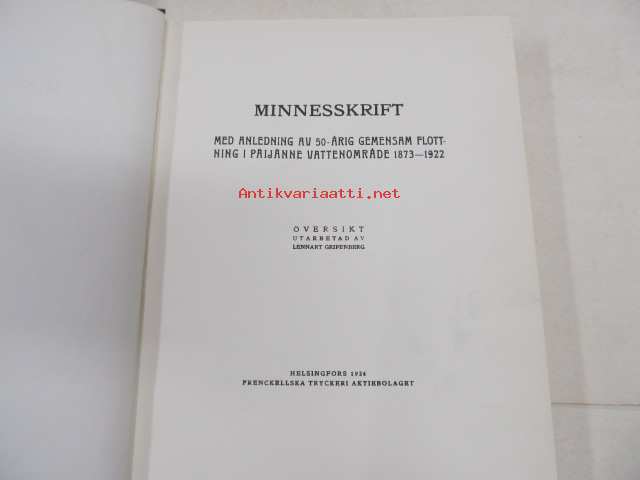 MINNESSKRIFT
MED ANLEDNING AV 50-ÅRIG GEMENSAM FLOTT-
NING I PÄIJÄNNE VATTENOMRÅDE 1873—1922
Antikvariaatti.net
ÖVERSIKT
UTARBETAD AV
LENNART GRIPENBERG.
HELSINGFORS 1924
FRENCKELLSKA TRYCKERI AKTIEBOLAGET